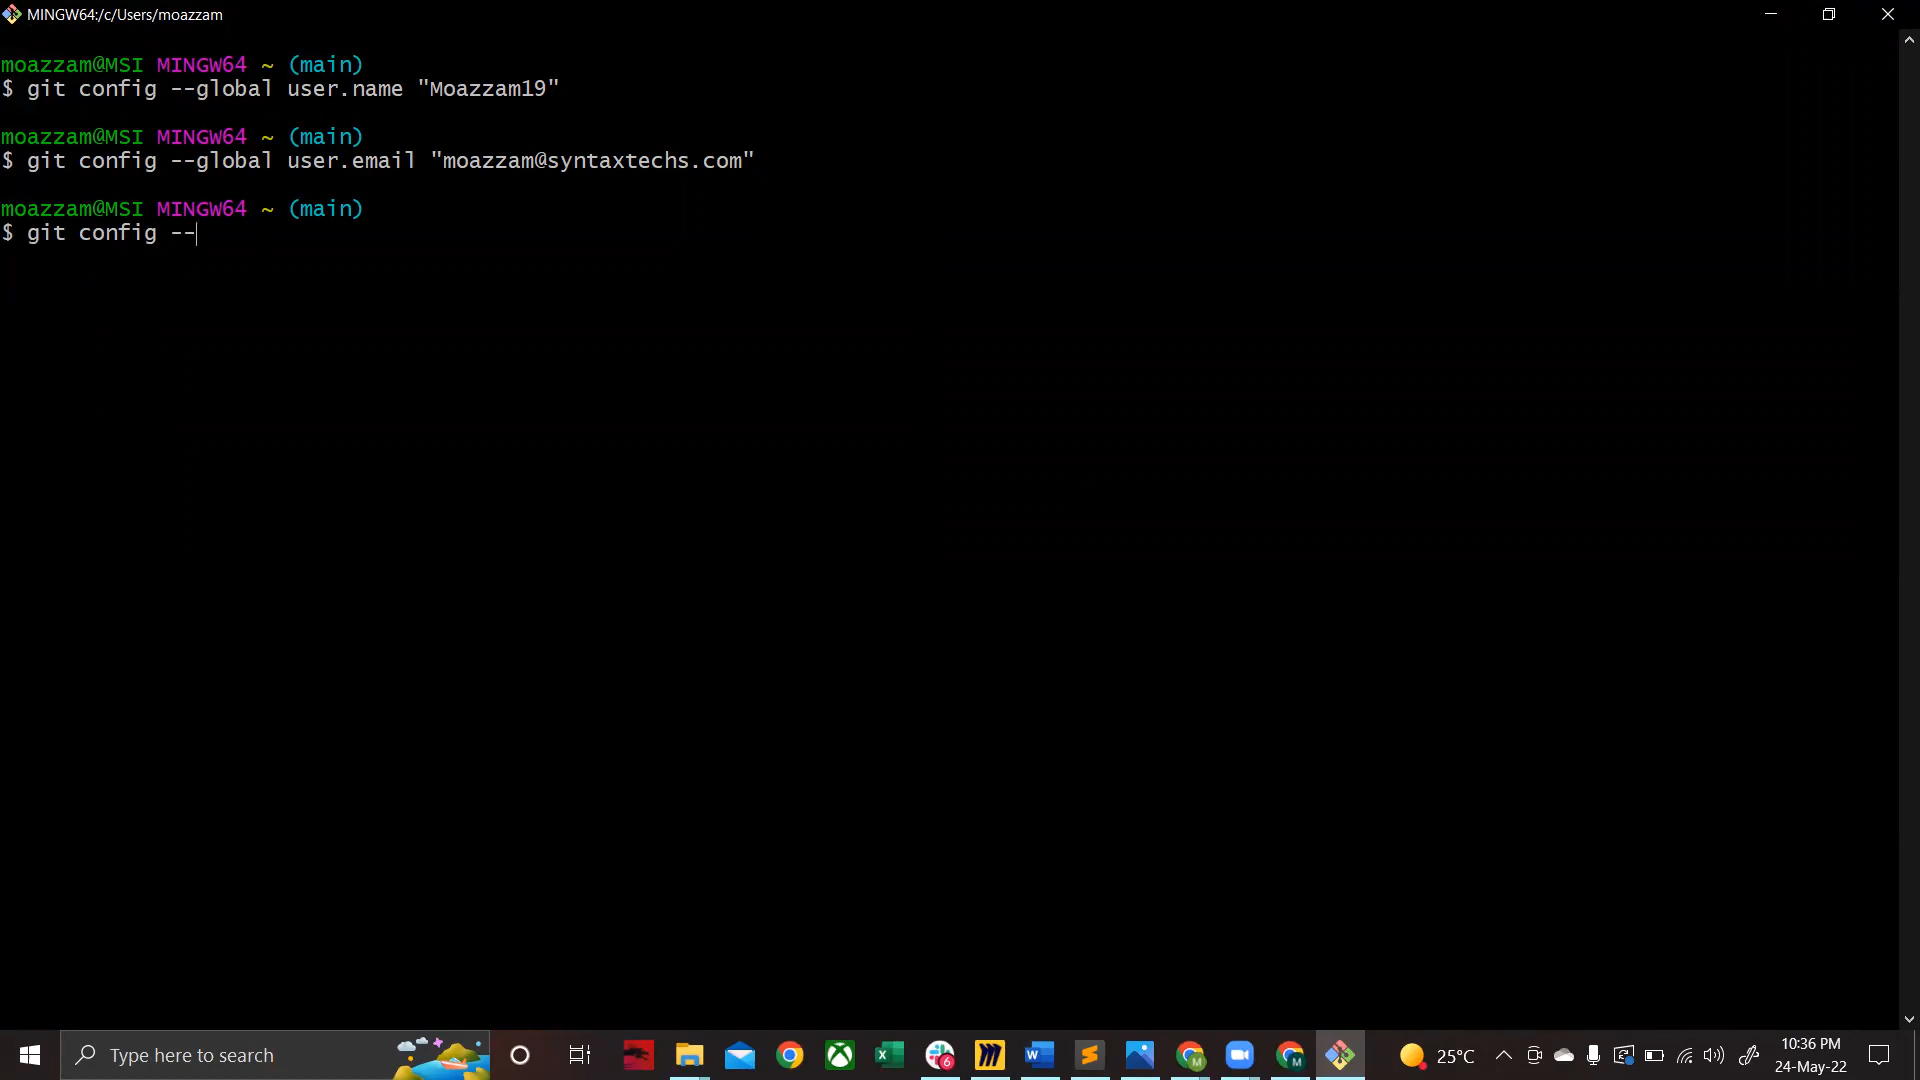 MINGW64:/c/Users/moazzam
moazzam@MSI MINGW64 ~ (main)
$ git config --global user.name "Moazzam19"
moazzam@MSI MINGW64 ~ (main)
$ git config --global user.email "moazzam@syntaxtechs.com"
moazzam@MSI MINGW64 ~ (main)
$ git config --
Type here to search
6
M
M
25°C
10:36 PM
24-May-22